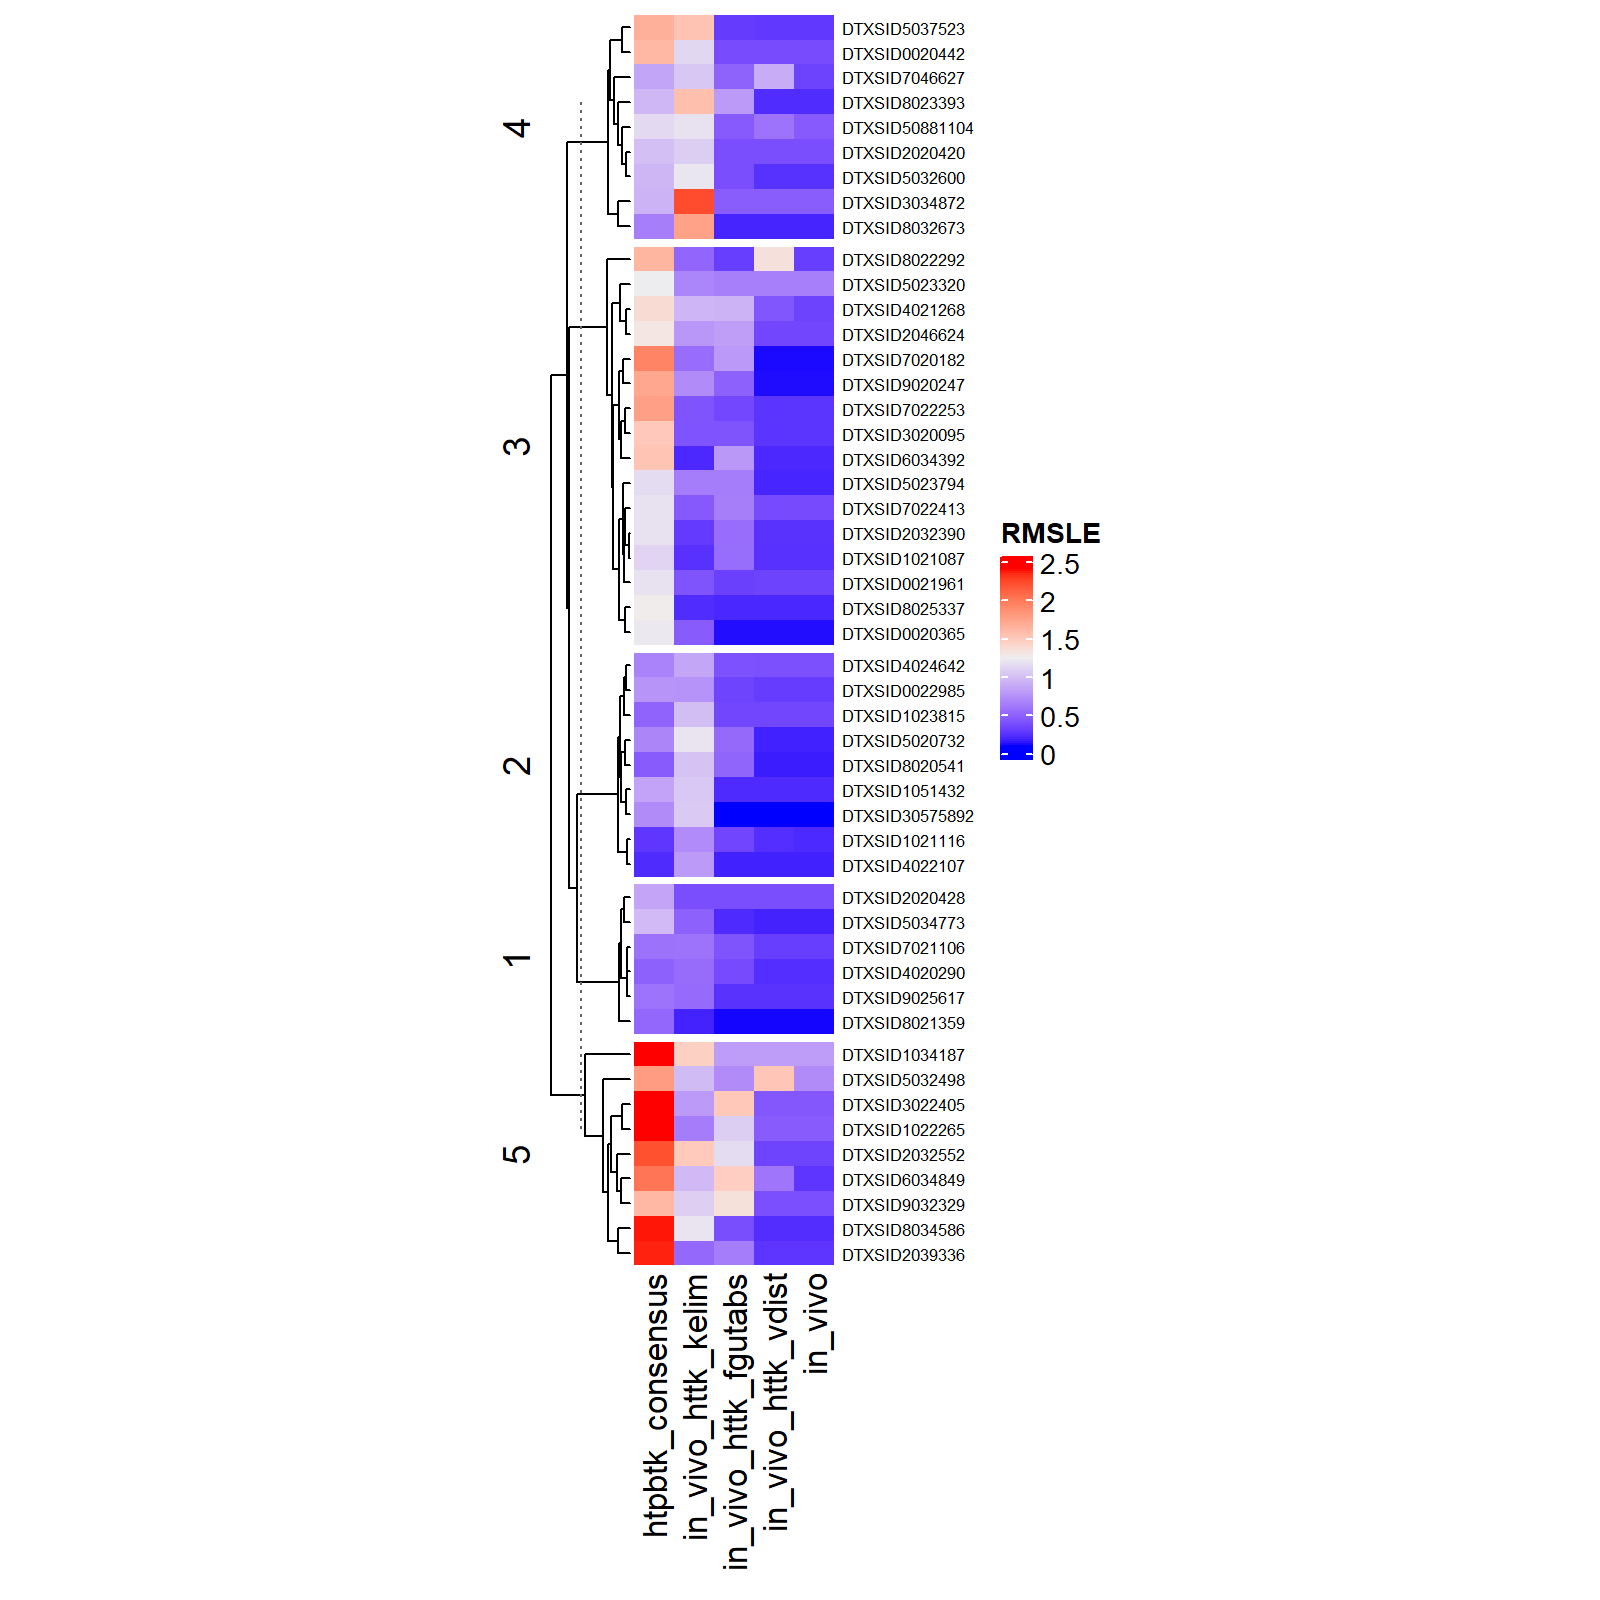 4
DTXSID5037523
DTXSID0020442
DTXSID7046627
DTXSID8023393
DTXSID50881104
DTXSID2020420
DTXSID5032600
DTXSID3034872
DTXSID8032673
3
DTXSID8022292
DTXSID5023320
DTXSID4021268
DTXSID2046624
DTXSID7020182
DTXSID9020247
DTXSID7022253
DTXSID3020095
DTXSID6034392
DTXSID5023794
DTXSID7022413
DTXSID2032390
DTXSID1021087
DTXSID0021961
DTXSID8025337
DTXSID0020365
2
DTXSID4024642
DTXSID0022985
DTXSID1023815
DTXSID5020732
DTXSID8020541
DTXSID1051432
DTXSID30575892
DTXSID1021116
DTXSID4022107
1
DTXSID2020428
DTXSID5034773
DTXSID7021106
DTXSID4020290
DTXSID9025617
DTXSID8021359
5
DTXSID1034187
DTXSID5032498
DTXSID3022405
DTXSID1022265
DTXSID2032552
DTXSID6034849
DTXSID9032329
DTXSID8034586
DTXSID2039336
htpbtk_consensus
in_vivo_httk_kelim
in_vivo_httk_fgutabs
in_vivo_httk_vdist
in_vivo
RMSLE
2.5
2
1.5
1
0.5
0